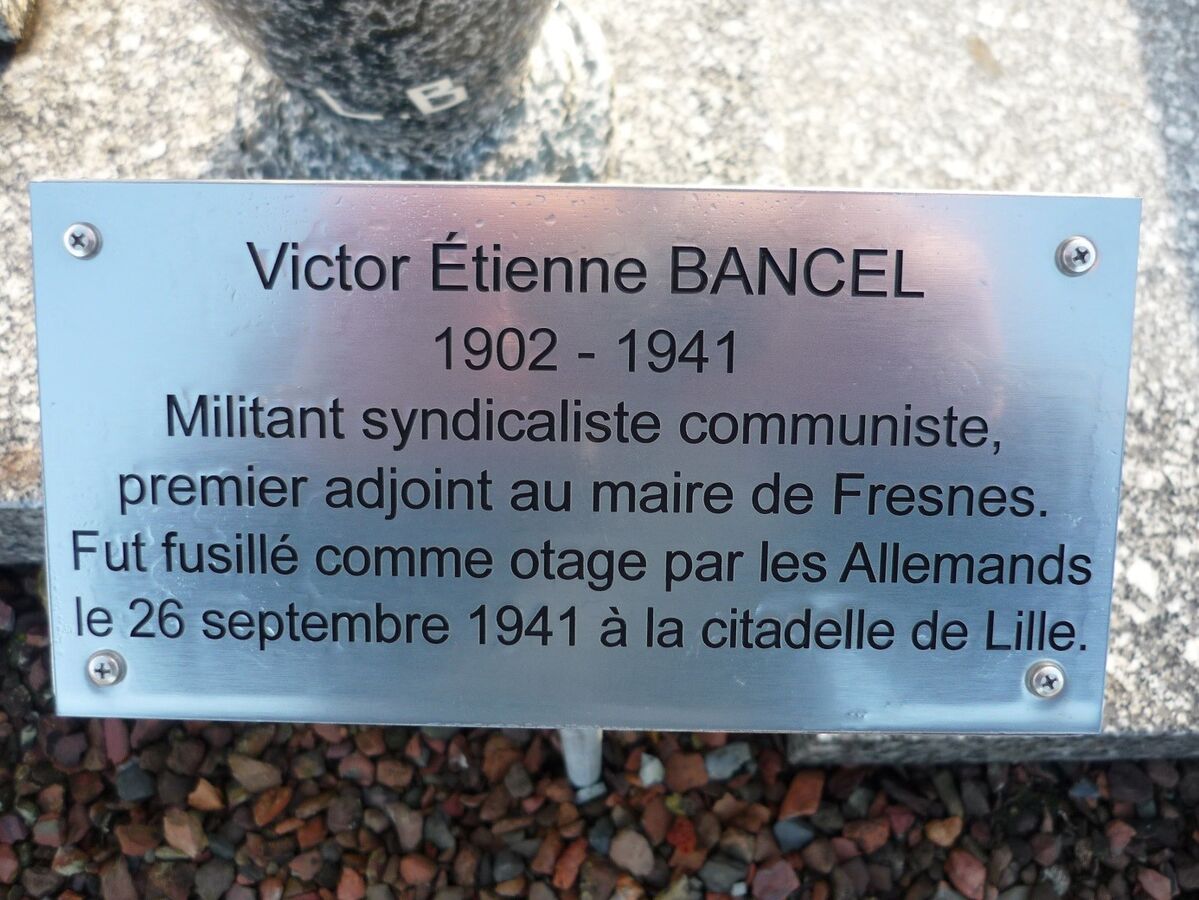 L B
Victor Étienne BANCEL
1902 - 1941
Militant syndicaliste communiste,
premier adjoint au maire de Fresnes.
Fut fusillé comme otage par les Allemands
le 26 septembre 1941 à la citadelle de Lille.